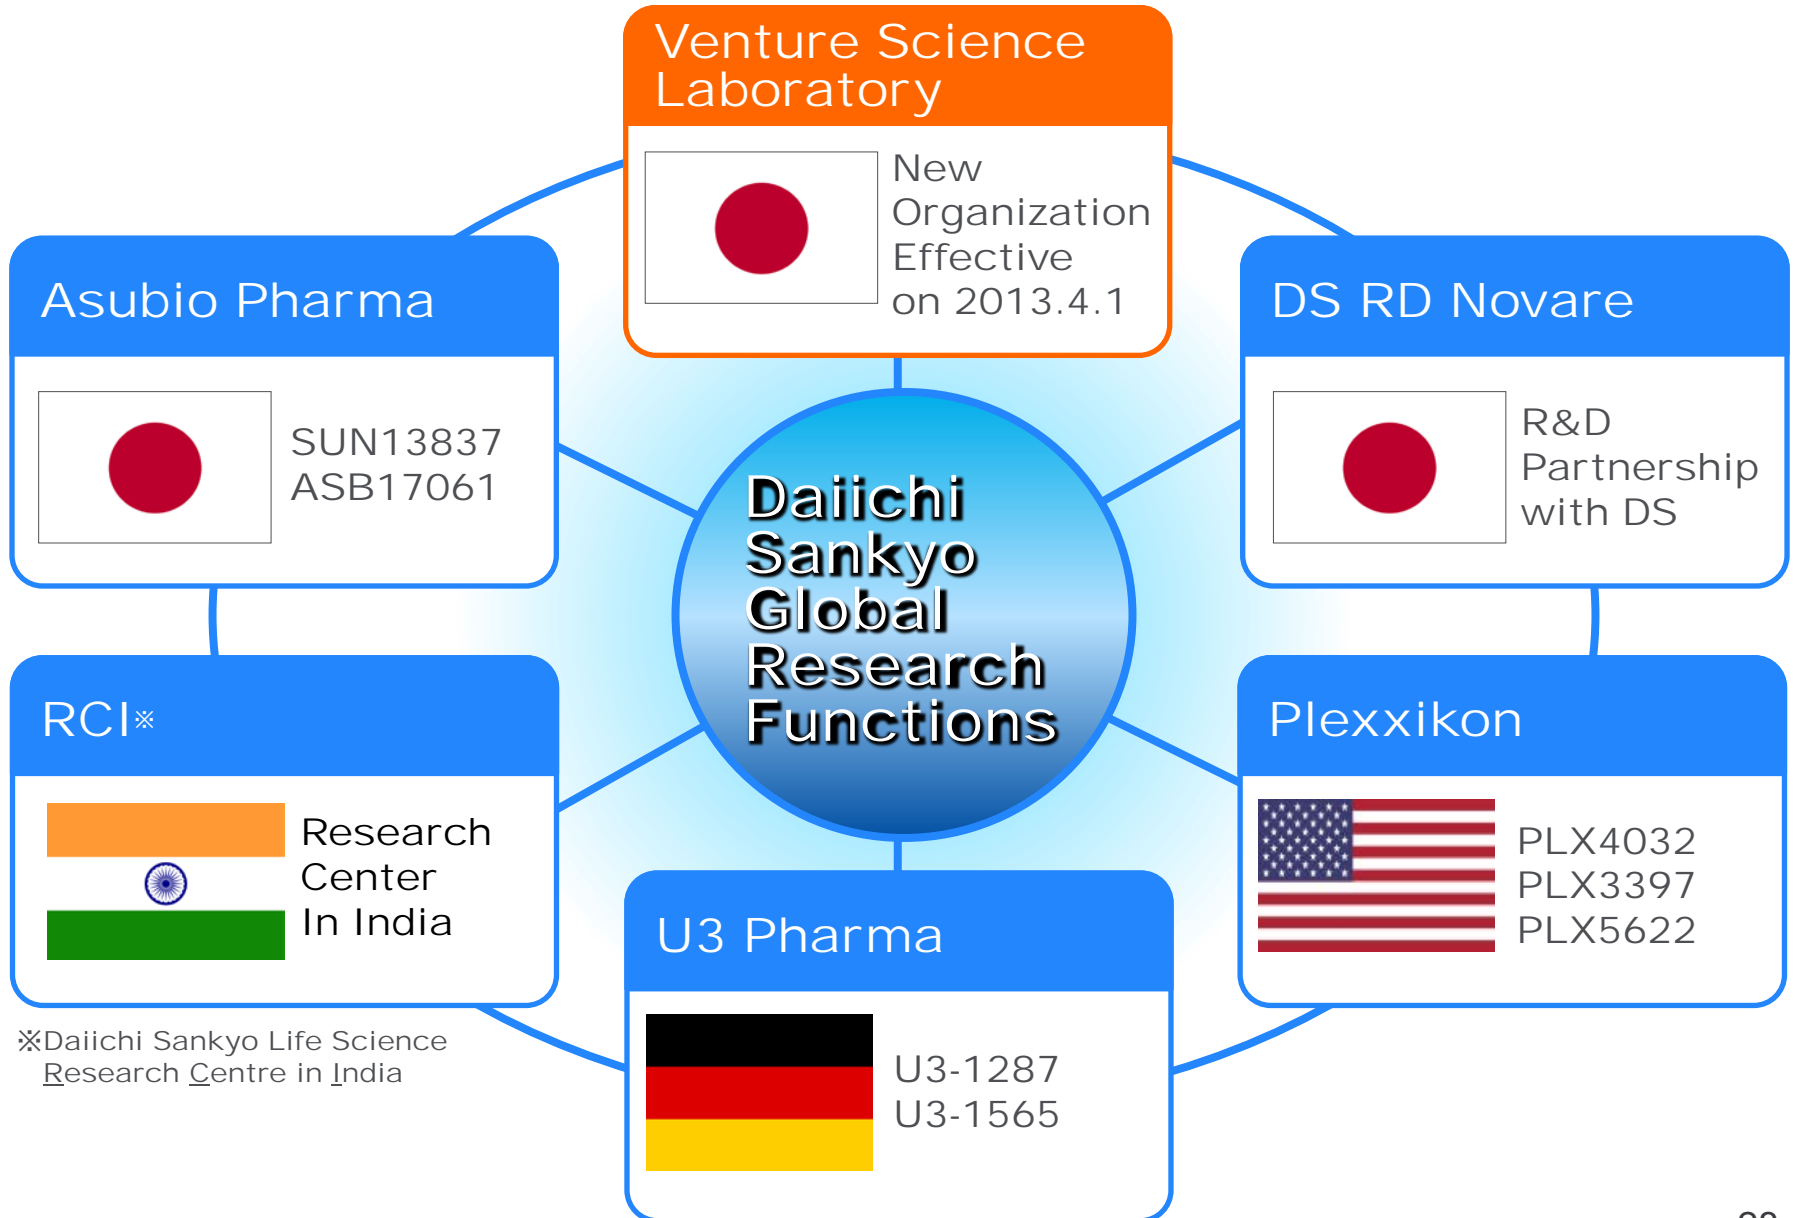 Venture Science
Laboratory
New
Organization
Effective
on 2013.4.1
Asubio Pharma
SUN13837
ASB17061
DS RD Novare
R&D
Partnership
with DS
Daiichi
Sankyo
Global
Research
Functions
RCI※
Research
Center
In India
Plexxikon
PLX4032
PLX3397
PLX5622
U3 Pharma
U3-1287
U3-1565
※Daiichi Sankyo Life Science
Research Centre in India